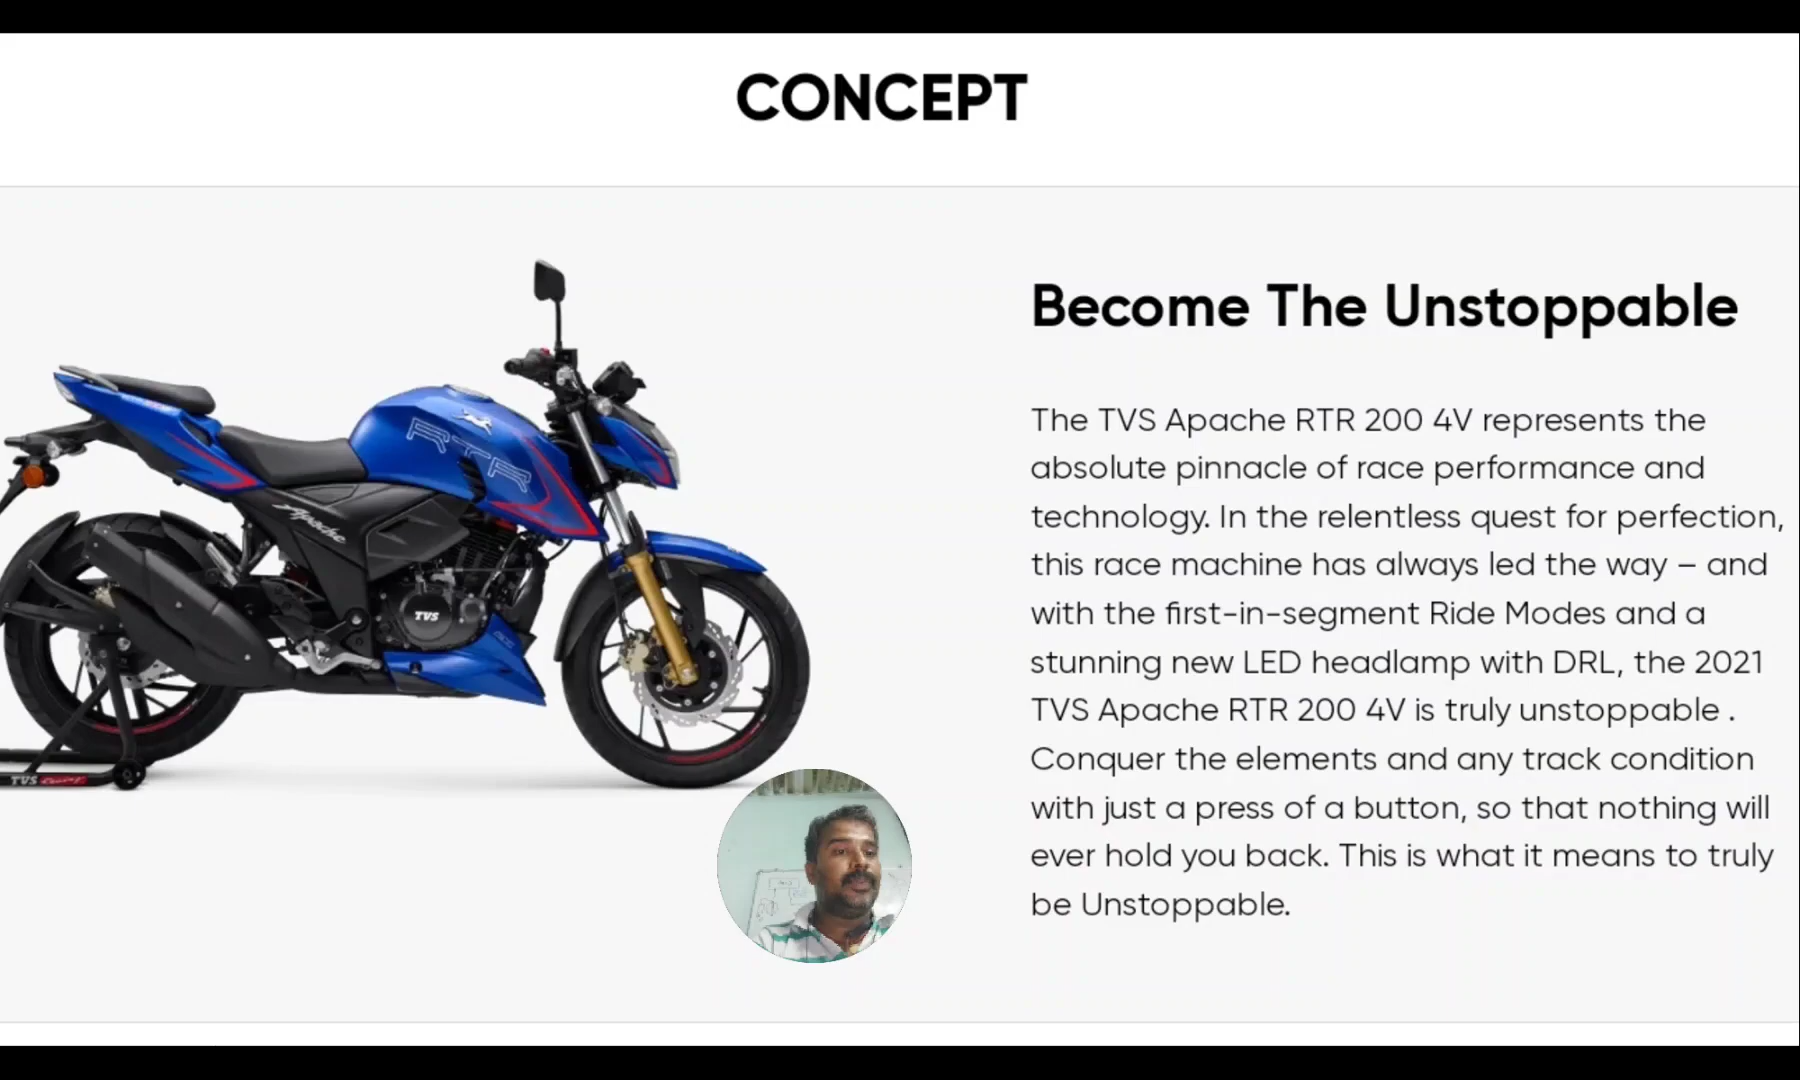 CONCEPT
Become The Unstoppable
The TVS Apache RTR 200 4V represents the
absolute pinnacle of race performance and
technology. In the relentless quest for perfection,
this race machine has always led the way – and
with the first-in-segment Ride Modes and a
stunning new LED headlamp with DRL, the 2021
TVS Apache RTR 200 4V is truly unstoppable .
Conquer the elements and any track condition
with just a press of a button, so that nothing will
ever hold you back. This is what it means to truly
be Unstoppable.
RTR
Apache
TVS
TVS Racing